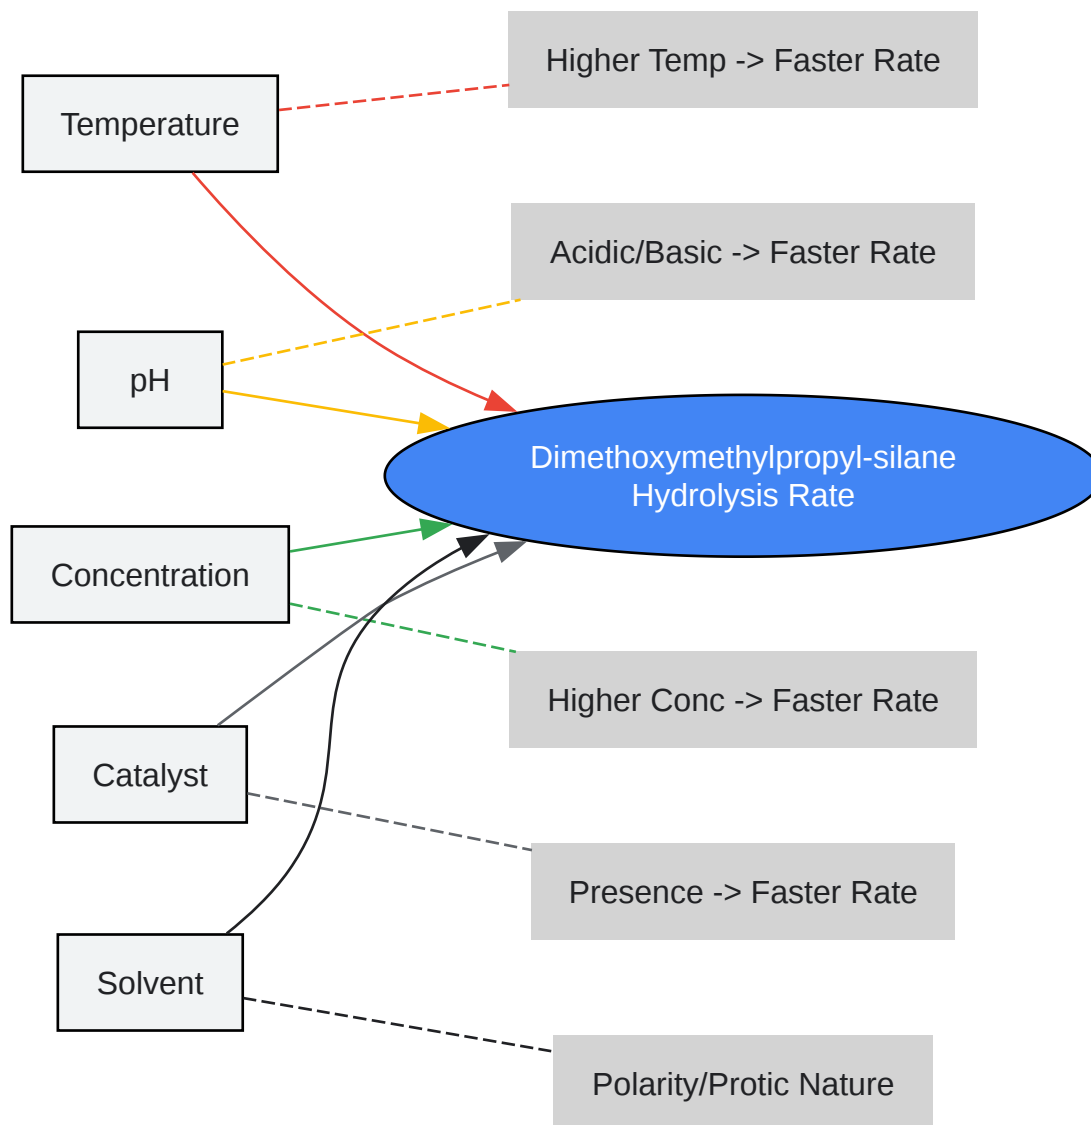 Higher Temp -> Faster Rate
Temperature
Acidic/Basic -> Faster Rate
pH
Dimethoxymethylpropyl-silane
Hydrolysis Rate
Concentration
Higher Conc -> Faster Rate
Catalyst
Presence -> Faster Rate
Solvent
Polarity/Protic Nature